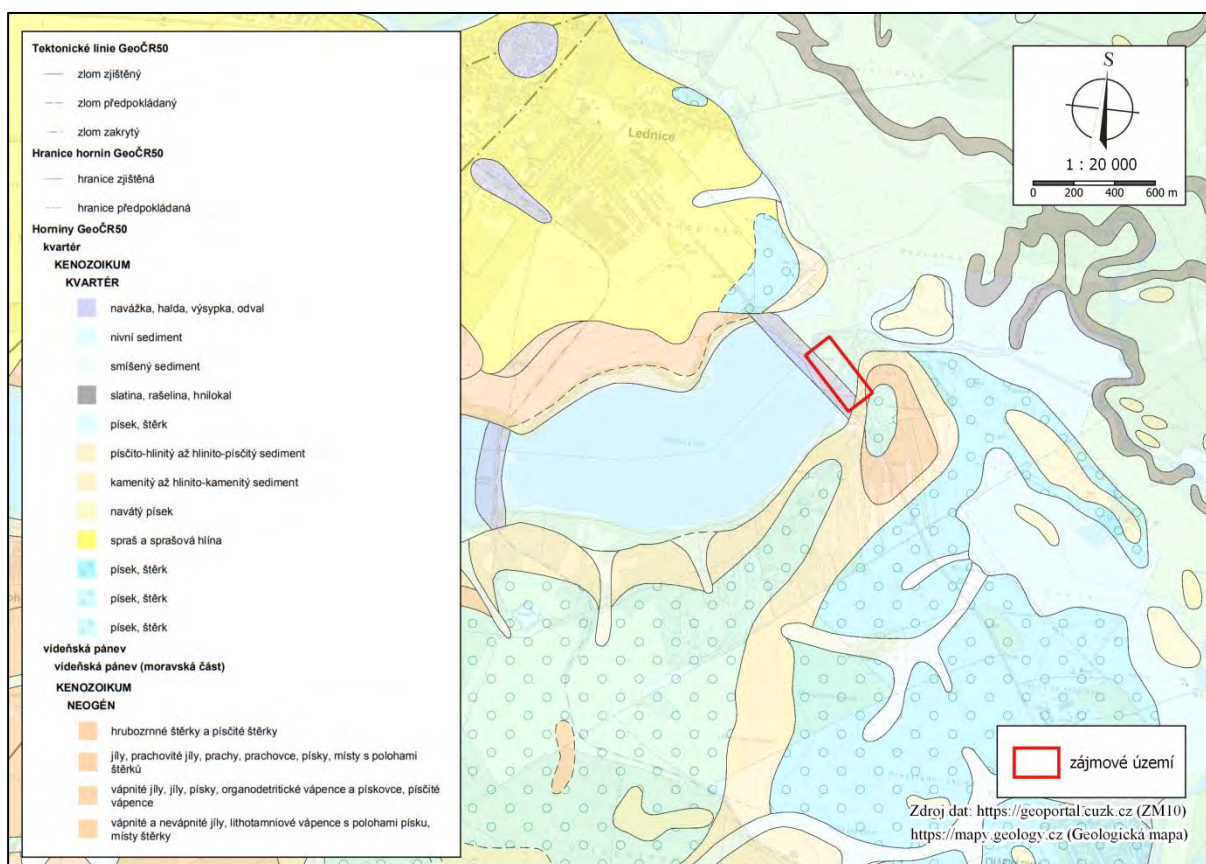 Tektonické linie GeoČR50
zlom zjištěný
zlom předpokládaný
zlom zakrytý
Hranice hornin GeoČR50
hranice zjištěná
hranice předpokládaná
Horniny GeoČR50
kvartér
KENOZOIKUM
KVARTÉR
navážka, halda, výsypka, odval
nivní sediment
smíšený sediment
slatina, rašelina, hnilokal
písek, štěrk
písčito-hlinitý až hlinito-písčitý sediment
kamenitý až hlinito-kamenitý sediment
navátý písek
spraš a sprašová hlína
písek, štěrk
písek, štěrk
písek, štěrk
vídeňská pánev
vídeňská pánev (moravská část)
KENOZOIKUM
NEOGÉN
hrubozrnné štěrky a písčité štěrky
jíly, prachovité jíly, prachy, prachovce, písky, místy s polohami
štěrků
vápnité jíly, jíly, písky, organodetritické vápence a pískovce, písčité
vápence
vápnité a nevápnité jíly, lithotamniové vápence s polohami písku,
místy štěrky
Lednice
S
1 : 20 000
0 200 400 600 m
zájmové území
Zdroj dat: https://geoportal.cuzk.cz (ZM10)
https://mapy.geology.cz (Geologická mapa)